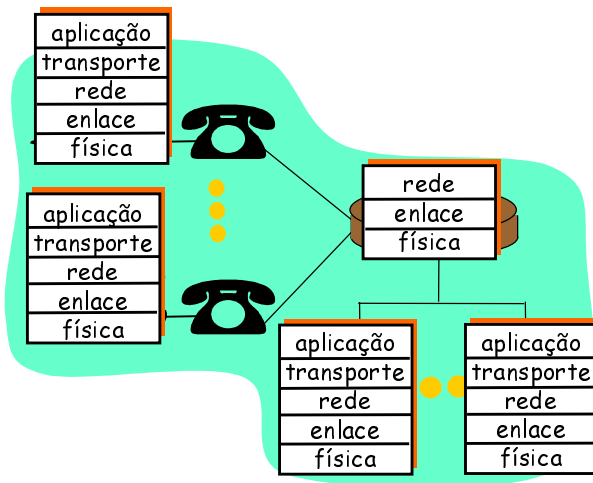 aplicação
transporte
rede
enlace
física
rede
enlace
física
aplicação
transporte
rede
enlace
física
aplicação
transporte
rede
enlace
física
aplicação
transporte
rede
enlace
física